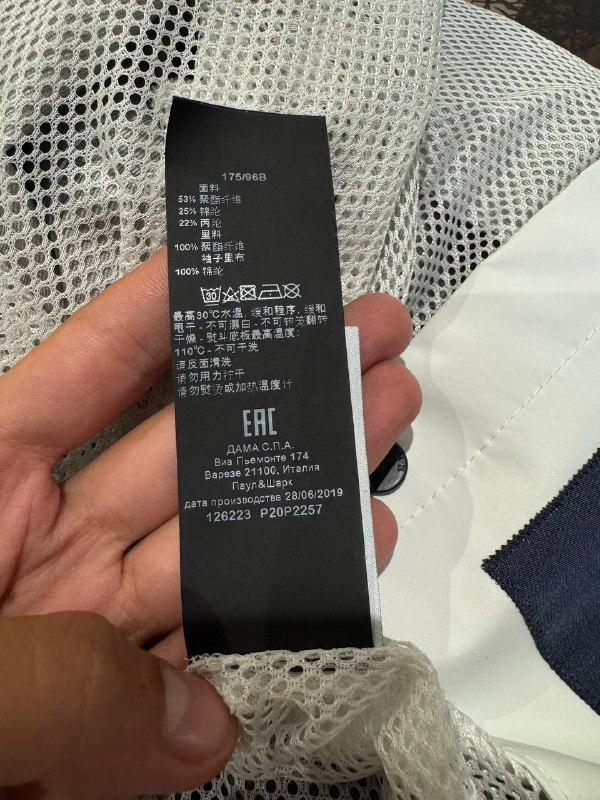 175/96B
面料
53% 聚酯纤维
25% 锦沦
22% 丙沦
里料
100% 聚酯纤维
袖子里布
100% 锦纶
30
最高30°C水温，缓和程序，缓和
甩干 - 不可漂白 - 不可转笼翻转
干燥 - 熨斗底板最高温度:
110°C - 不可干洗
请反面清洗
请勿用力拧干
请勿熨烫或加热温度计
EAC
ДАМА С.П.А.
Виа Пьемонте 174
Варезе 21100, Италия
Паул&Шарк
дата производства 28/06/2019
126223 P20P2257